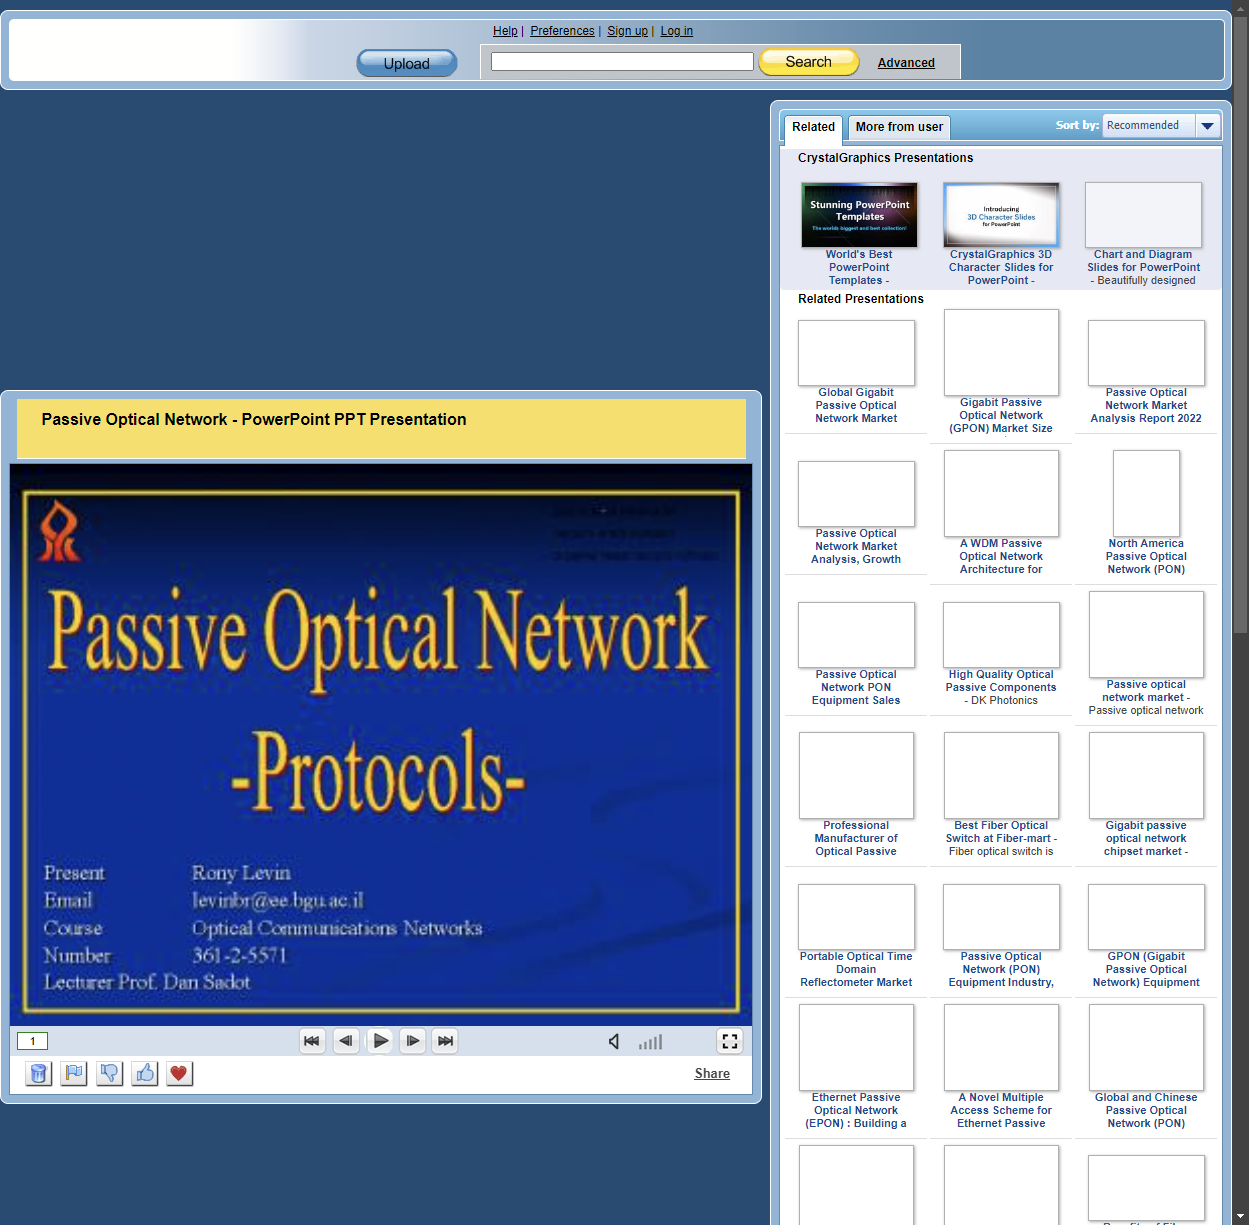 Help | Preferences | Sign up | Log in
Upload
Search
Advanced
Related
More from user
Sort by:
Recommended
CrystalGraphics Presentations
Stunning PowerPoint
Templates
The worlds biggest and best collection!
World's Best
PowerPoint
Templates -
Introducing
3D Character Slides
for PowerPoint
CrystalGraphics 3D
Character Slides for
PowerPoint -
Chart and Diagram
Slides for PowerPoint
- Beautifully designed
Related Presentations
Global Gigabit
Passive Optical
Network Market
Gigabit Passive
Optical Network
(GPON) Market Size
Passive Optical
Network Market
Analysis Report 2022
Passive Optical Network - PowerPoint PPT Presentation
Passive Optical Network
-Protocols-
Present Rony Levin
Email levinbr@ee.bgu.ac.il
Course Optical Communications Networks
Number 361-2-5571
Lecturer Prof. Dan Sadot
1
Share
Passive Optical
Network Market
Analysis, Growth
A WDM Passive
Optical Network
Architecture for
North America
Passive Optical
Network (PON)
Passive Optical
Network PON
Equipment Sales
High Quality Optical
Passive Components
- DK Photonics
Passive optical
network market -
Passive optical network
Professional
Manufacturer of
Optical Passive
Best Fiber Optical
Switch at Fiber-mart -
Fiber optical switch is
Gigabit passive
optical network
chipset market -
Portable Optical Time
Domain
Reflectometer Market
Passive Optical
Network (PON)
Equipment Industry,
GPON (Gigabit
Passive Optical
Network) Equipment
Ethernet Passive
Optical Network
(EPON) : Building a
A Novel Multiple
Access Scheme for
Ethernet Passive
Global and Chinese
Passive Optical
Network (PON)